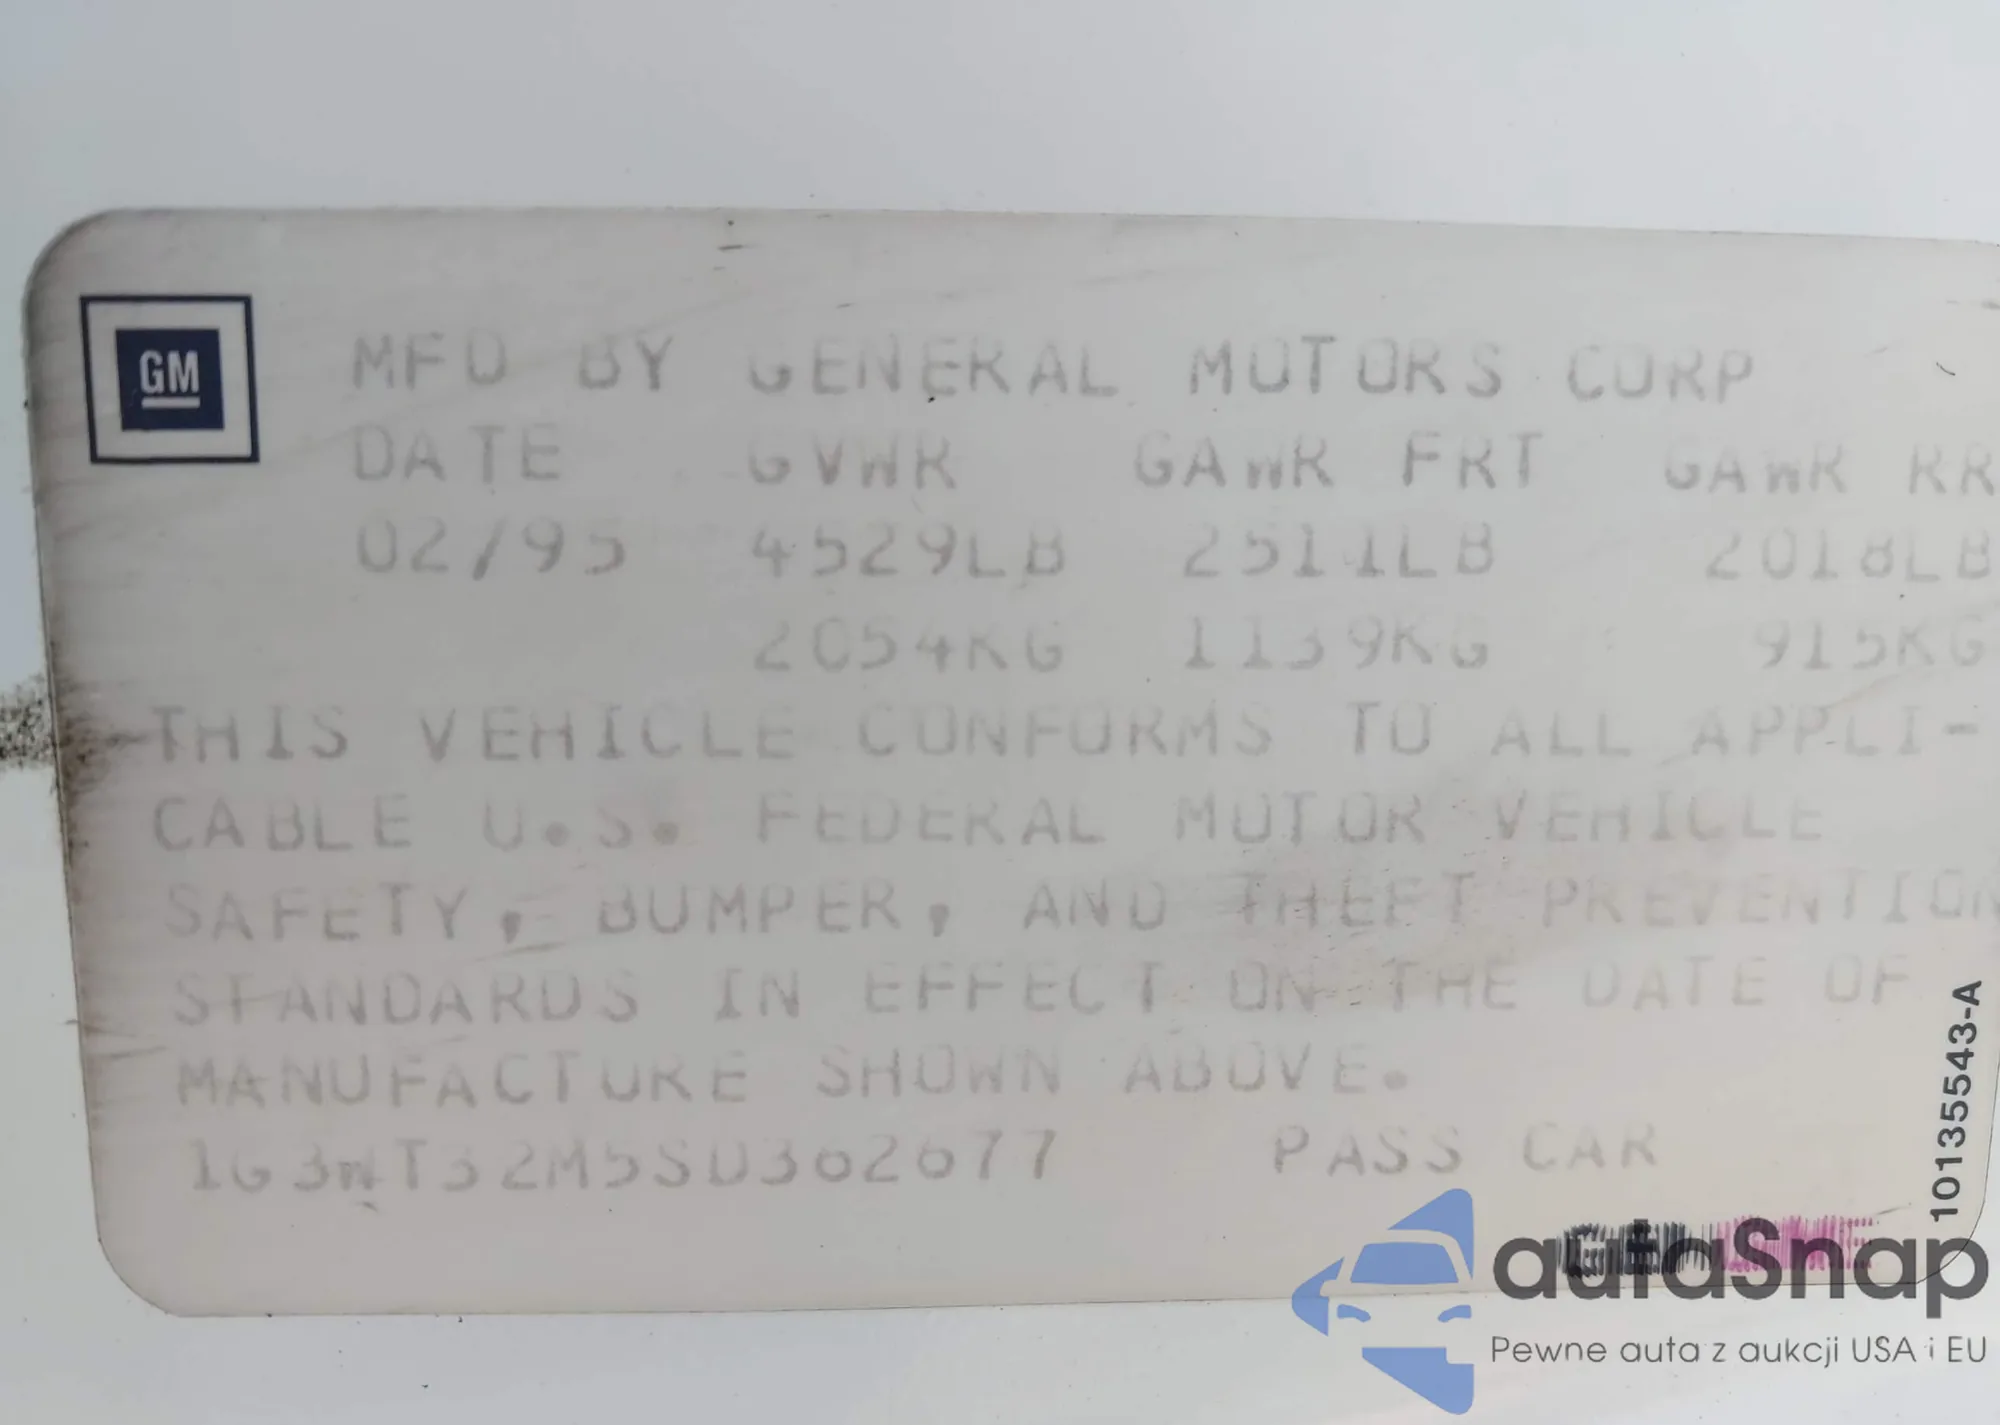 GM
MFD BY GENERAL MOTORS CORP
DATE GVWR GAWR FRT GAWR RR
02/95 4529LB 2511LB 2018LB
2054KG 1139KG 915KG
THIS VEHICLE CONFORMS TO ALL APPLI-
CABLE U.S. FEDERAL MOTOR VEHICLE
SAFETY, BUMPER, AND THEFT PREVENTION
STANDARDS IN EFFECT ON THE DATE OF
MANUFACTURE SHOWN ABOVE.
1G3WT32M5SD362677 PASS CAR
10135543-A
autaSnap
Pewne auta z aukcji USA i EU